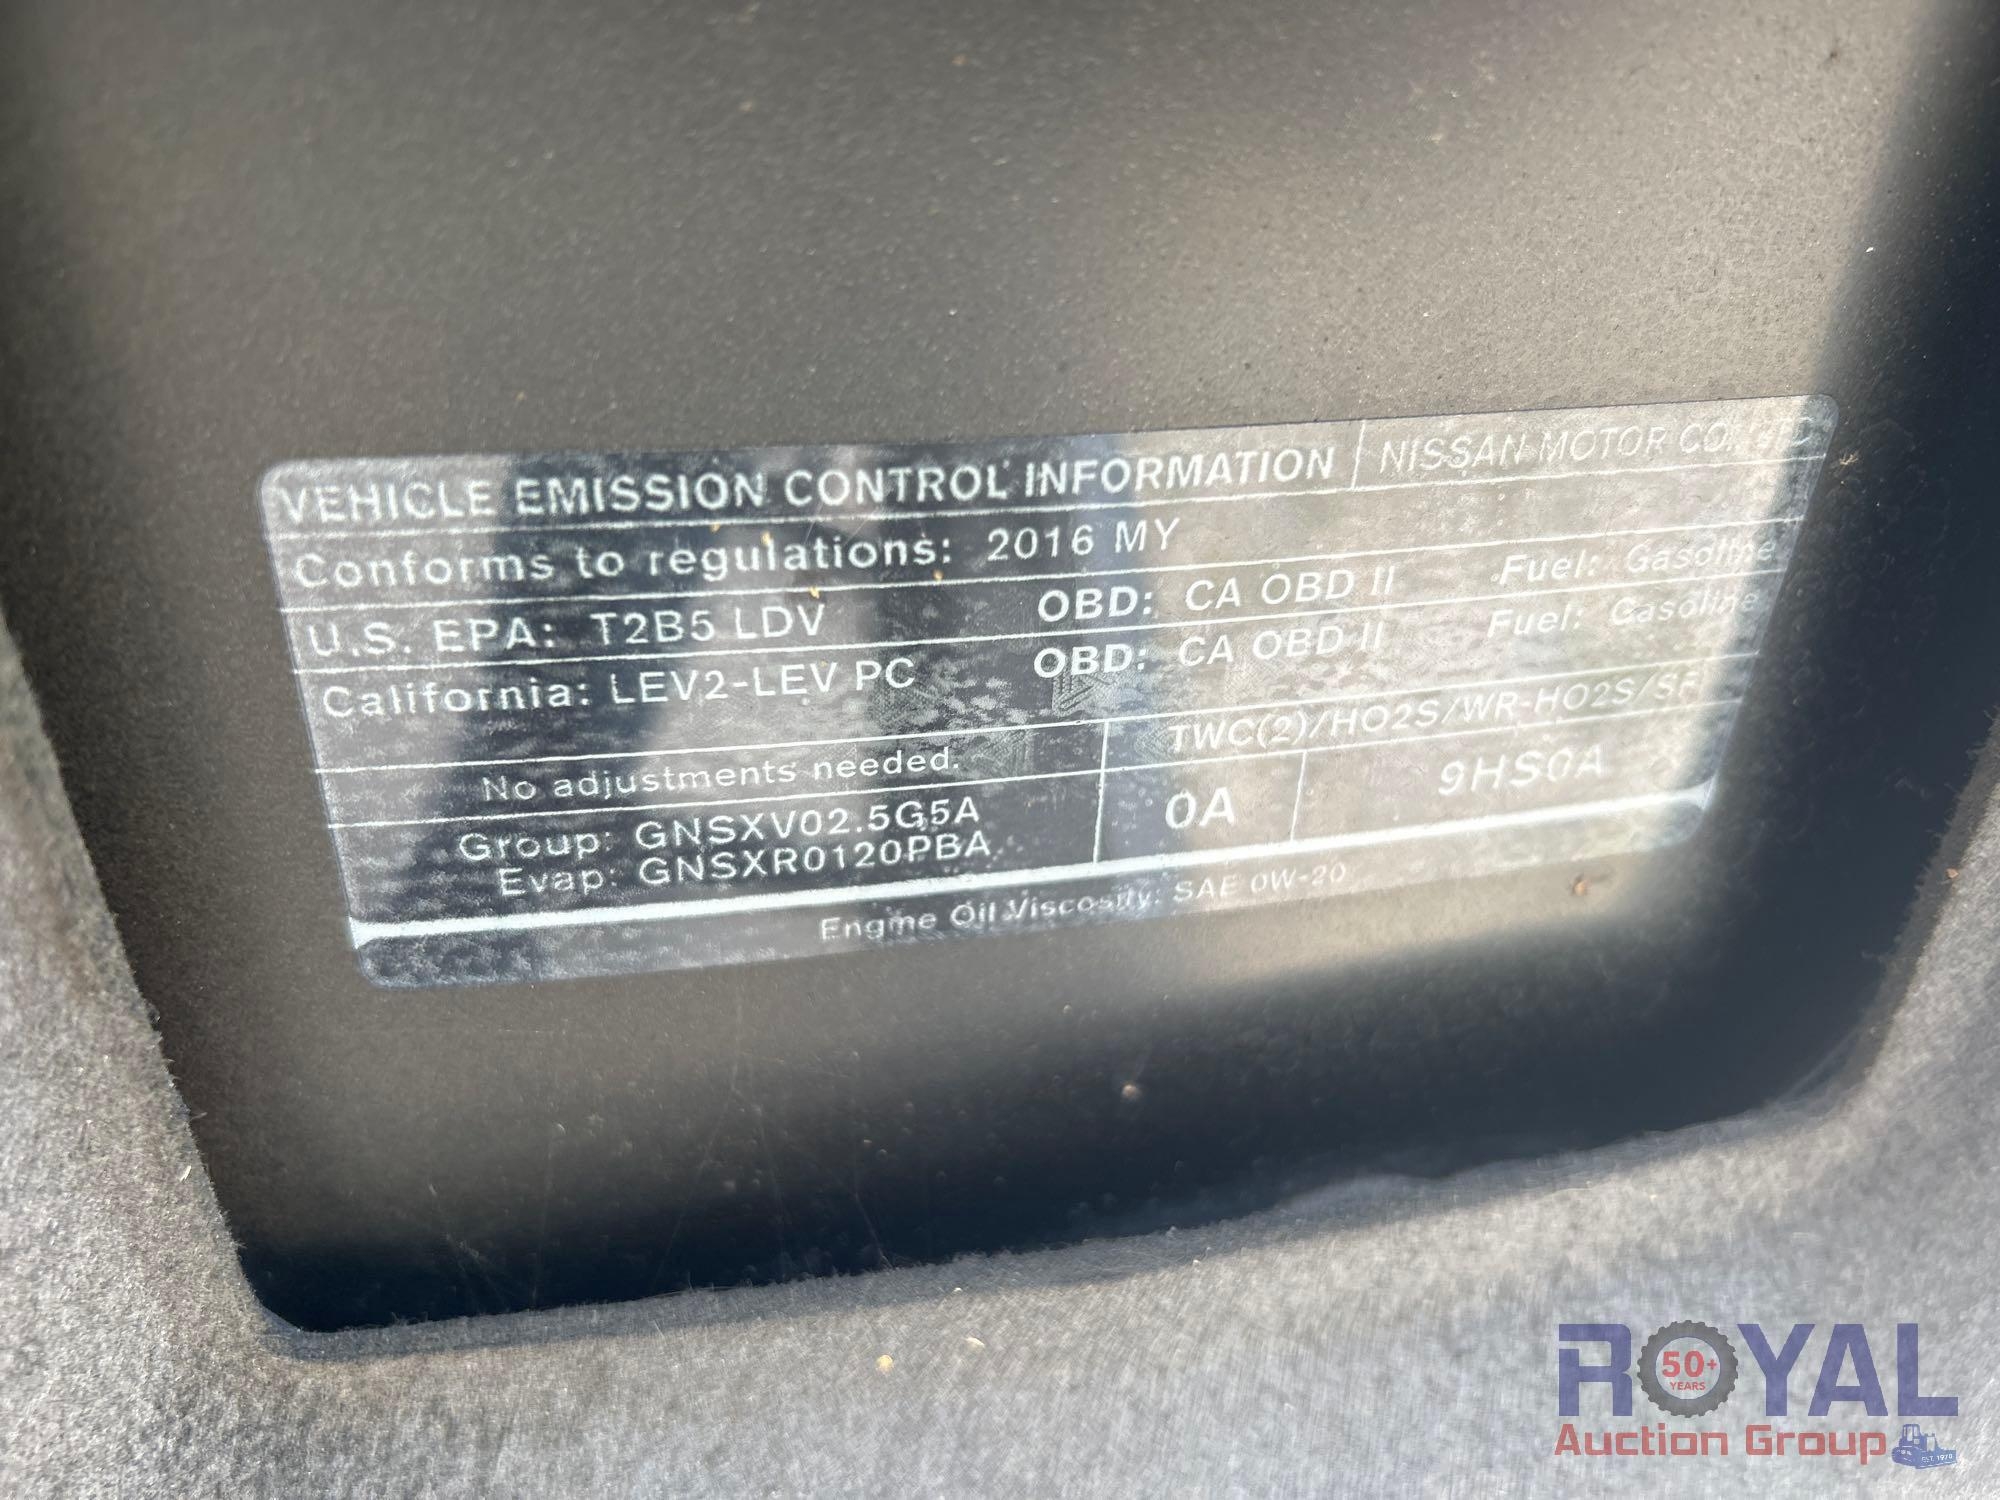 VEHICLE EMISSION CONTROL INFORMATION NISSAN MOTOR CO.
Conforms to regulations: 2016 MY
U.S. EPA: T2B5 LDV OBD: CA OBD II Fuel: Gasoline
California: LEV2-LEV PC OBD: CA OBD II Fuel: Gasoline
No adjustments needed. TWC(2)/HO2S/WR-HO2S/SFI
Group: GNSXV02.5G5A 0A 9HS0A
Evap: GNSXR0120PBA
Engine Oil Viscosity: SAE 0W-20
ROYAL
50+
YEARS
Auction Group
EST. 1970